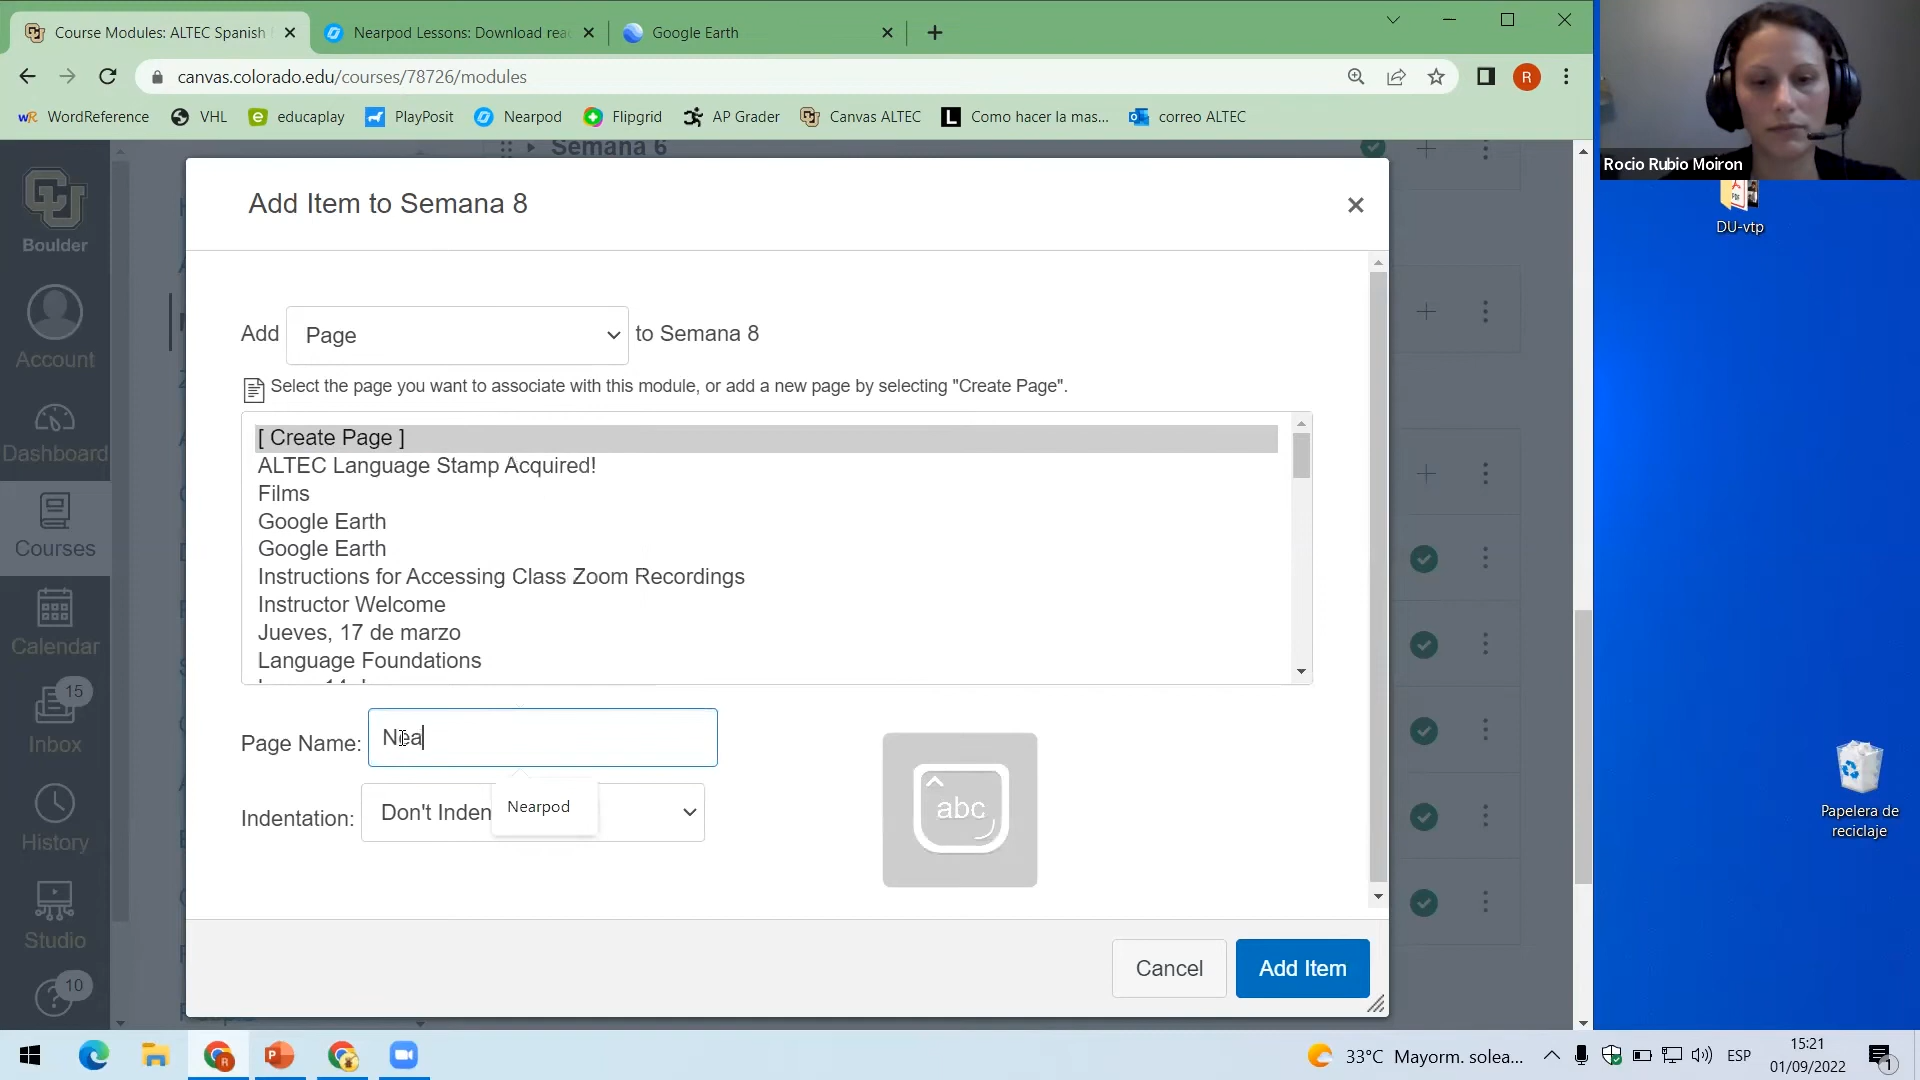 Course Modules: ALTEC Spanish
Nearpod Lessons: Download rea
Google Earth
canvas.colorado.edu/courses/78726/modules
R
wR WordReference
VHL
educaplay
PlayPosit
Nearpod
Flipgrid
AP Grader
Canvas ALTEC
L Como hacer la mas...
correo ALTEC
Rocio Rubio Moiron
PDF
DU-vtp
CU
Boulder
Account
Dashboard
Courses
Calendar
15
Inbox
History
Studio
10
Semana 6
Add Item to Semana 8
Add Page to Semana 8
Select the page you want to associate with this module, or add a new page by selecting "Create Page".
[ Create Page ]
ALTEC Language Stamp Acquired!
Films
Google Earth
Google Earth
Instructions for Accessing Class Zoom Recordings
Instructor Welcome
Jueves, 17 de marzo
Language Foundations
Page Name: Nea
Nearpod
Indentation: Don't Inden
abc
Cancel
Add Item
Papelera de
reciclaje
33°C Mayorm. solea...
ESP
15:21
01/09/2022
1